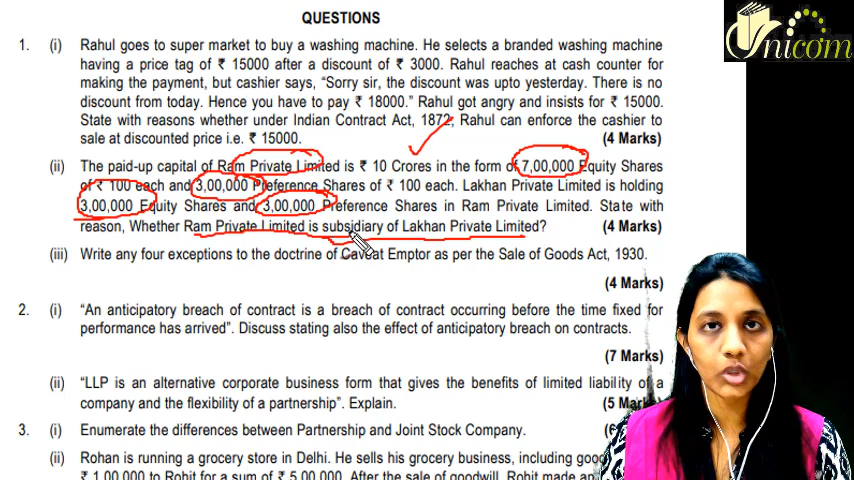 QUESTIONS
Unicom
1. (i) Rahul goes to super market to buy a washing machine. He selects a branded washing machine
having a price tag of ₹ 15000 after a discount of ₹ 3000. Rahul reaches at cash counter for
making the payment, but cashier says, “Sorry sir, the discount was upto yesterday. There is no
discount from today. Hence you have to pay ₹ 18000.” Rahul got angry and insists for ₹ 15000.
State with reasons whether under Indian Contract Act, 1872, Rahul can enforce the cashier to
sale at discounted price i.e. ₹ 15000. (4 Marks)
(ii) The paid-up capital of Ram Private Limited is ₹ 10 Crores in the form of 7,00,000 Equity Shares
of ₹ 100 each and 3,00,000 Preference Shares of ₹ 100 each. Lakhan Private Limited is holding
3,00,000 Equity Shares and 3,00,000 Preference Shares in Ram Private Limited. State with
reason, Whether Ram Private Limited is subsidiary of Lakhan Private Limited? (4 Marks)
(iii) Write any four exceptions to the doctrine of Caveat Emptor as per the Sale of Goods Act, 1930.
(4 Marks)
2. (i) “An anticipatory breach of contract is a breach of contract occurring before the time fixed for
performance has arrived”. Discuss stating also the effect of anticipatory breach on contracts.
(7 Marks)
(ii) “LLP is an alternative corporate business form that gives the benefits of limited liability of a
company and the flexibility of a partnership”. Explain. (5 Marks)
3. (i) Enumerate the differences between Partnership and Joint Stock Company.
(ii) Rohan is running a grocery store in Delhi. He sells his grocery business, including
₹ 1,00,000 to Rohit for a sum of ₹ 5,00,000. After the sale of goodwill, Rohit made